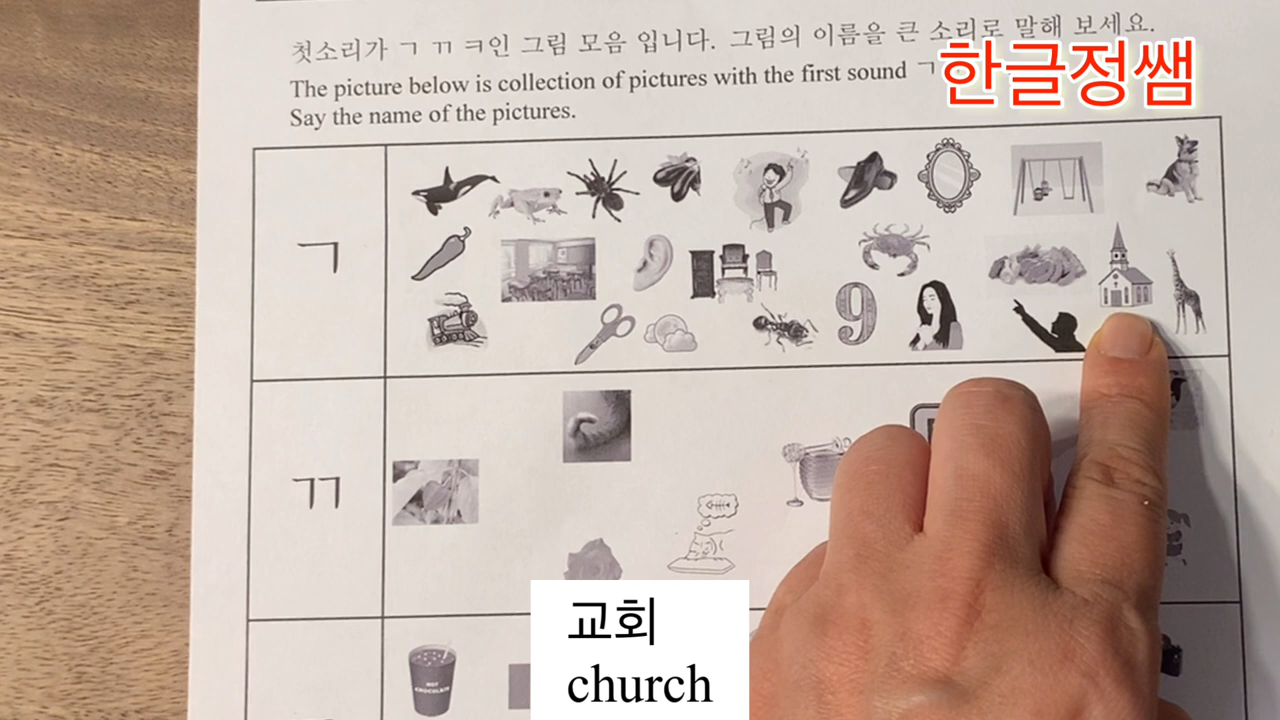 첫소리가 ㄱ ㄲ ㅋ인 그림 모음 입니다. 그림의 이름을 큰 소리로 말해 보세요.
한글정쌤
The picture below is collection of pictures with the first sound ㄱ
Say the name of the pictures.
ㄱ
9
ㄲ
HOT
CHOCOLATE
교회
church